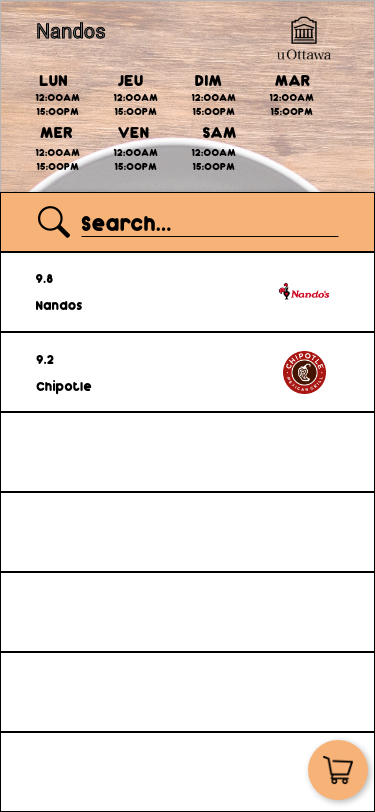 Nandos
uOttawa
LUN JEU DIM MAR
12:00AM 12:00AM 12:00AM 12:00AM
15:00PM 15:00PM 15:00PM 15:00PM
MER VEN SAM
12:00AM 12:00AM 12:00AM
15:00PM 15:00PM 15:00PM
Search...
9.8
Nandos
Nando's
9.2
Chipotle
CHIPOTLE
MEXICAN GRILL